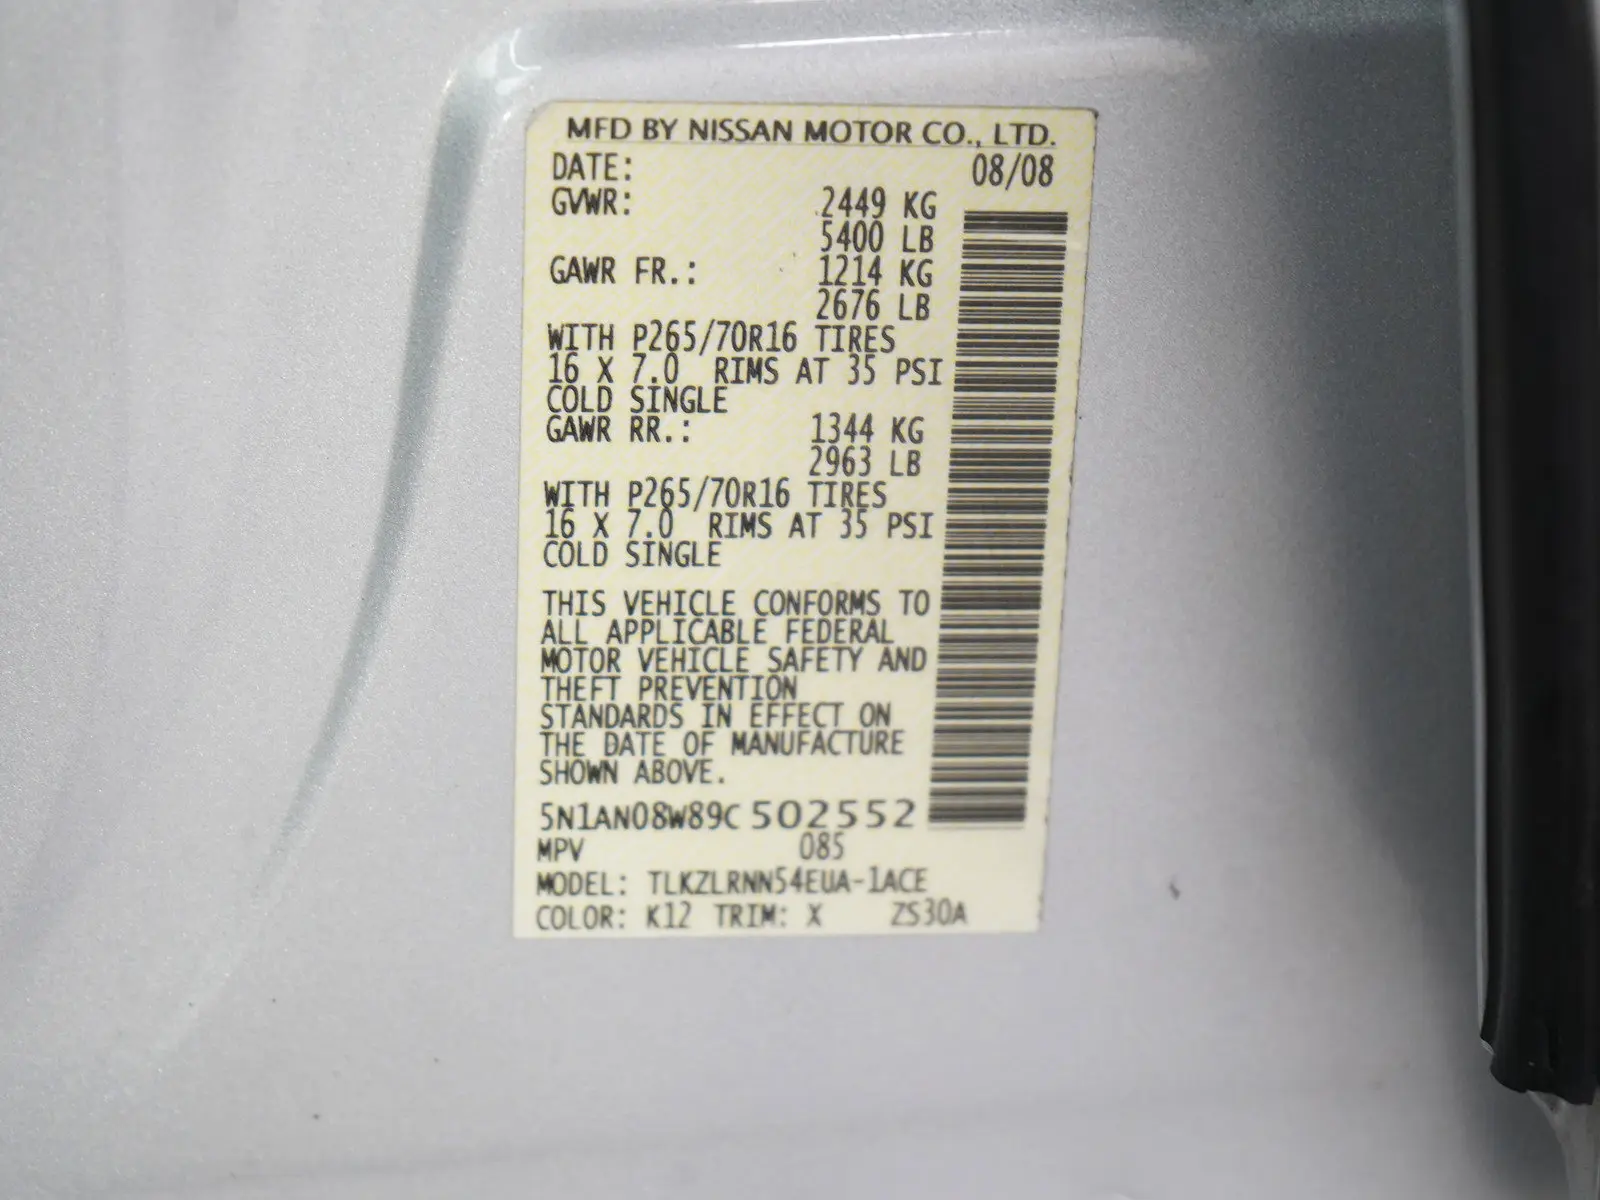 MFD BY NISSAN MOTOR CO., LTD.
DATE: 08/08
GVWR: 2449 KG
5400 LB
GAWR FR.: 1214 KG
2676 LB
WITH P265/70R16 TIRES
16 X 7.0 RIMS AT 35 PSI
COLD SINGLE
GAWR RR.: 1344 KG
2963 LB
WITH P265/70R16 TIRES
16 X 7.0 RIMS AT 35 PSI
COLD SINGLE
THIS VEHICLE CONFORMS TO
ALL APPLICABLE FEDERAL
MOTOR VEHICLE SAFETY AND
THEFT PREVENTION
STANDARDS IN EFFECT ON
THE DATE OF MANUFACTURE
SHOWN ABOVE.
5N1AN08W89C502552
MPV 085
MODEL: TLKZLRNN54EUA-1ACE
COLOR: K12 TRIM: X ZS30A